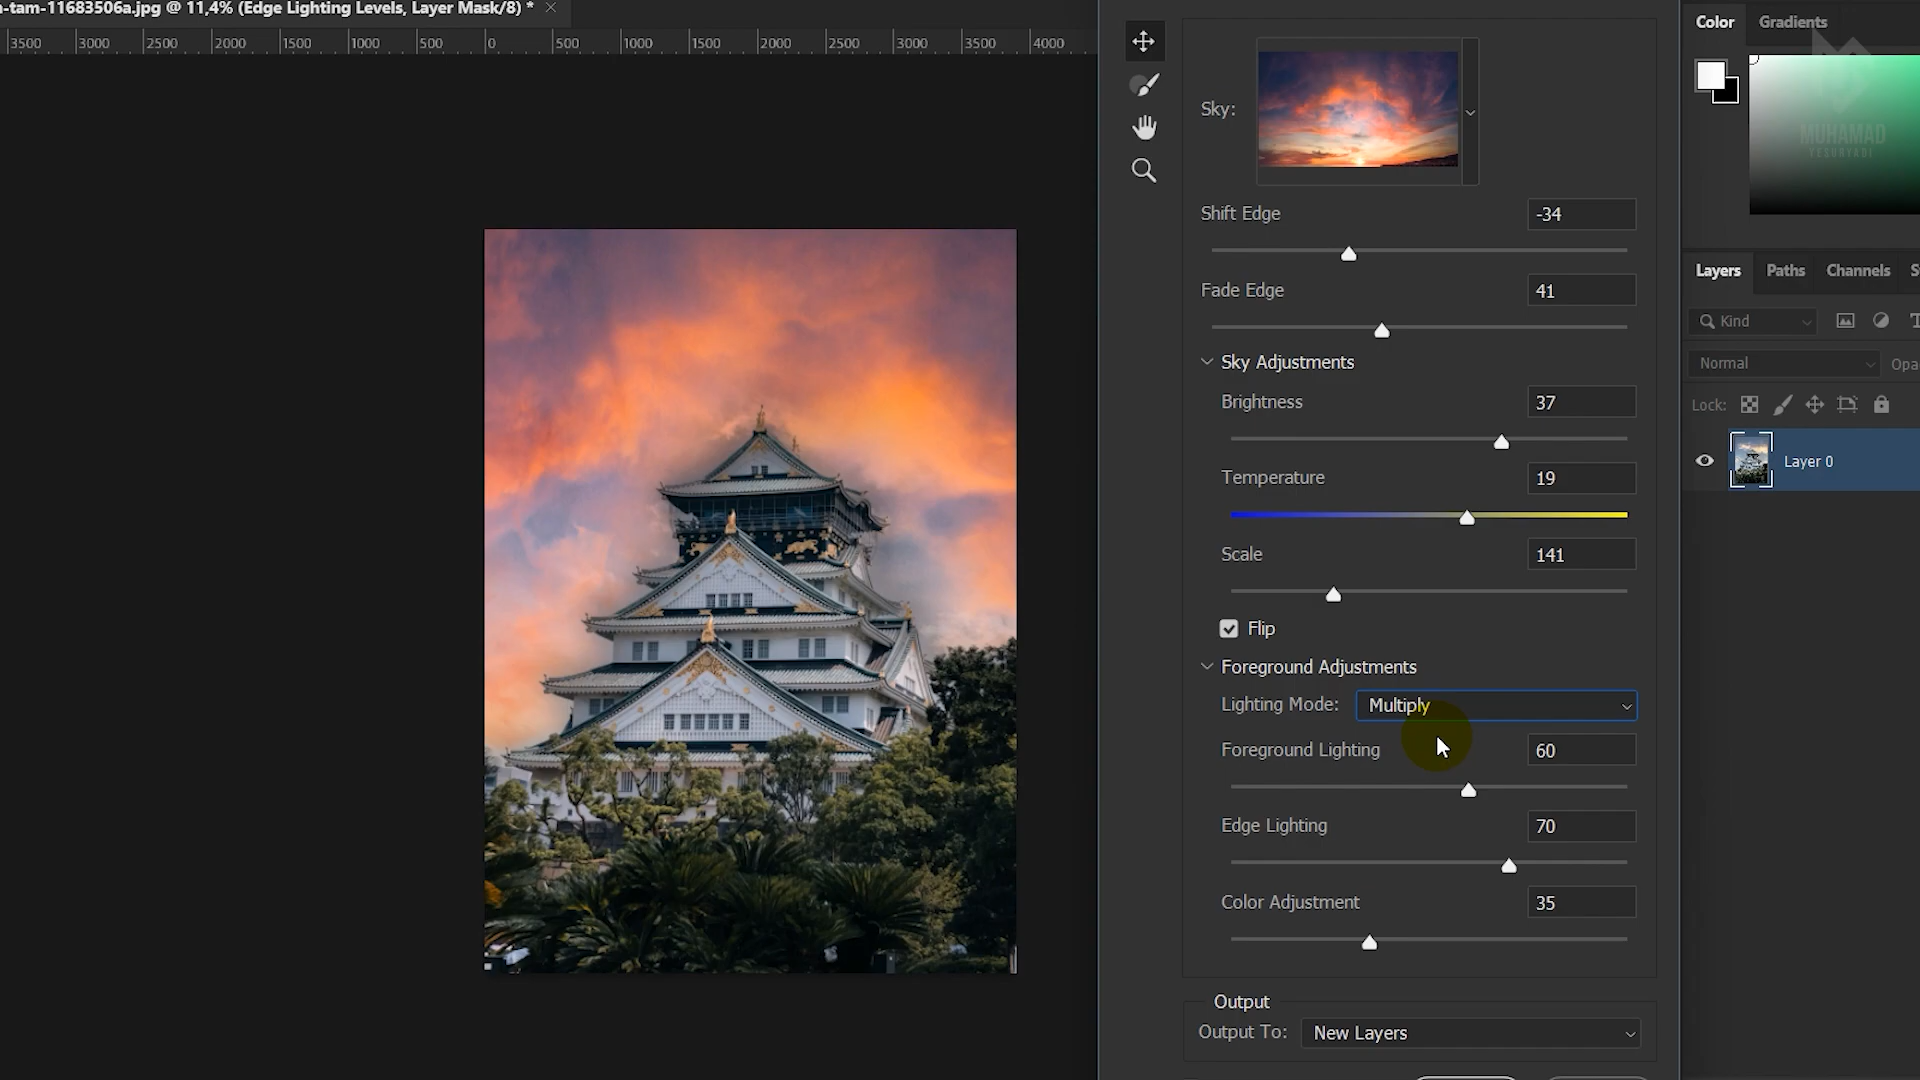 -tam-11683506a.jpg @ 11,4% (Edge Lighting Levels, Layer Mask/8) *
3500 3000 2500 2000 1500 1000 500 0 500 1000 1500 2000 2500 3000 3500 4000
Sky:
Shift Edge -34
Fade Edge 41
Sky Adjustments
Brightness 37
Temperature 19
Scale 141
Flip
Foreground Adjustments
Lighting Mode: Multiply
Foreground Lighting 60
Edge Lighting 70
Color Adjustment 35
Output
Output To: New Layers
Color Gradients
MUHAMAD
Layers Paths Channels S
Kind
Normal Opa
Lock:
Layer 0